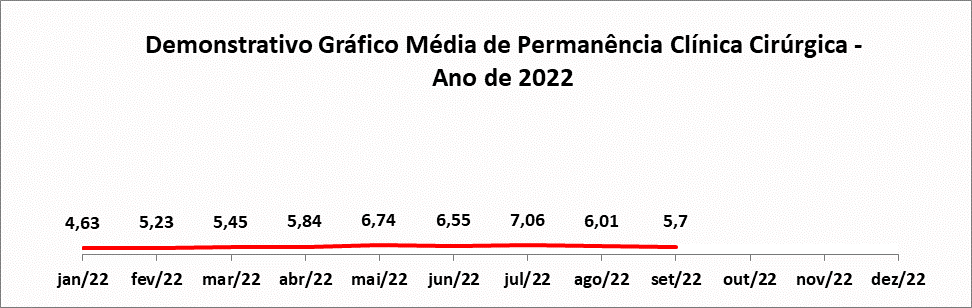 Demonstrativo Gráfico Média de Permanência Clínica Cirúrgica -
Ano de 2022
4,63 5,23 5,45 5,84 6,74 6,55 7,06 6,01 5,7
jan/22 fev/22 mar/22 abr/22 mai/22 jun/22 jul/22 ago/22 set/22 out/22 nov/22 dez/22